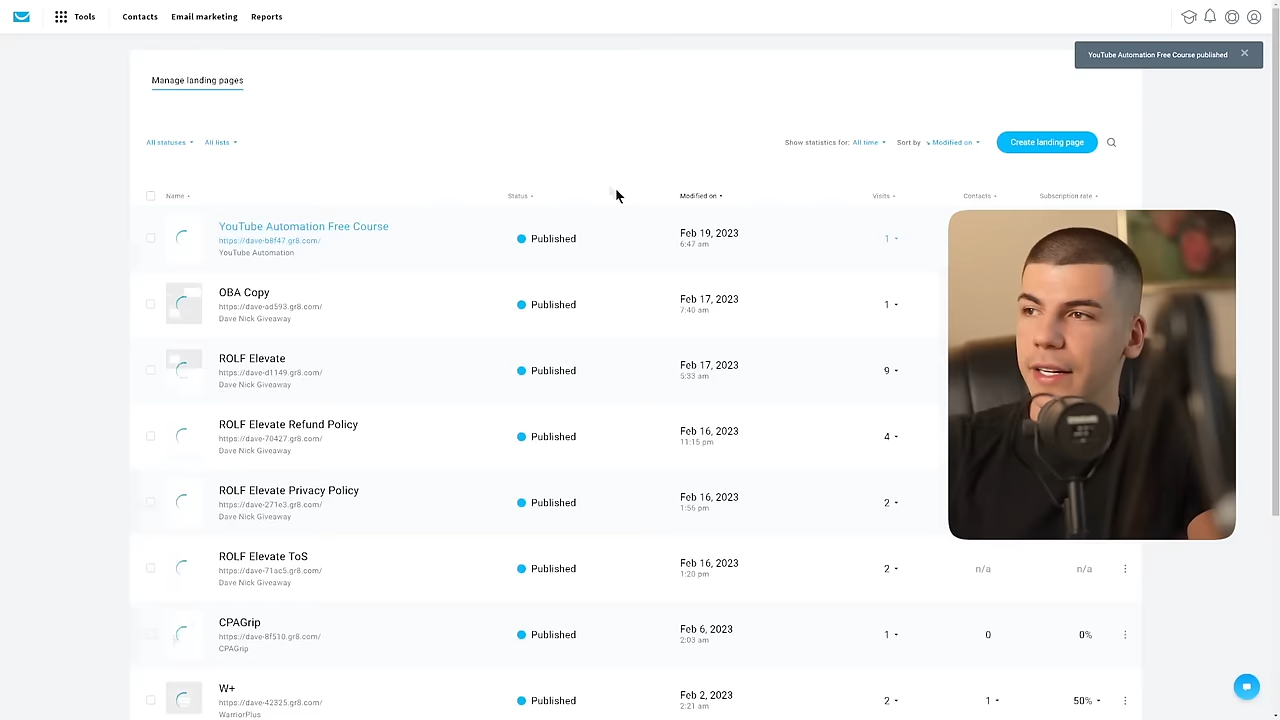 Tools
Contacts
Email marketing
Reports
YouTube Automation Free Course published
Manage landing pages
All statuses
All lists
Show statistics for: All time
Sort by
Modified on
Create landing page
Name
Status
Modified on
Visits
Contacts
Subscription rate
YouTube Automation Free Course
https://dave-b8f47.gr8.com/
YouTube Automation
Published
Feb 19, 2023
6:47 am
1
OBA Copy
https://dave-ad593.gr8.com/
Dave Nick Giveaway
Published
Feb 17, 2023
7:40 am
1
ROLF Elevate
https://dave-d1149.gr8.com/
Dave Nick Giveaway
Published
Feb 17, 2023
5:33 am
9
ROLF Elevate Refund Policy
https://dave-70427.gr8.com/
Dave Nick Giveaway
Published
Feb 16, 2023
11:15 pm
4
ROLF Elevate Privacy Policy
https://dave-271e3.gr8.com/
Dave Nick Giveaway
Published
Feb 16, 2023
1:56 pm
2
ROLF Elevate ToS
https://dave-71ac5.gr8.com/
Dave Nick Giveaway
Published
Feb 16, 2023
1:20 pm
2
n/a
n/a
CPAGrip
https://dave-8f510.gr8.com/
CPAGrip
Published
Feb 6, 2023
2:03 am
1
0
0%
W+
https://dave-42325.gr8.com/
WarriorPlus
Published
Feb 2, 2023
2:21 am
2
1
50%